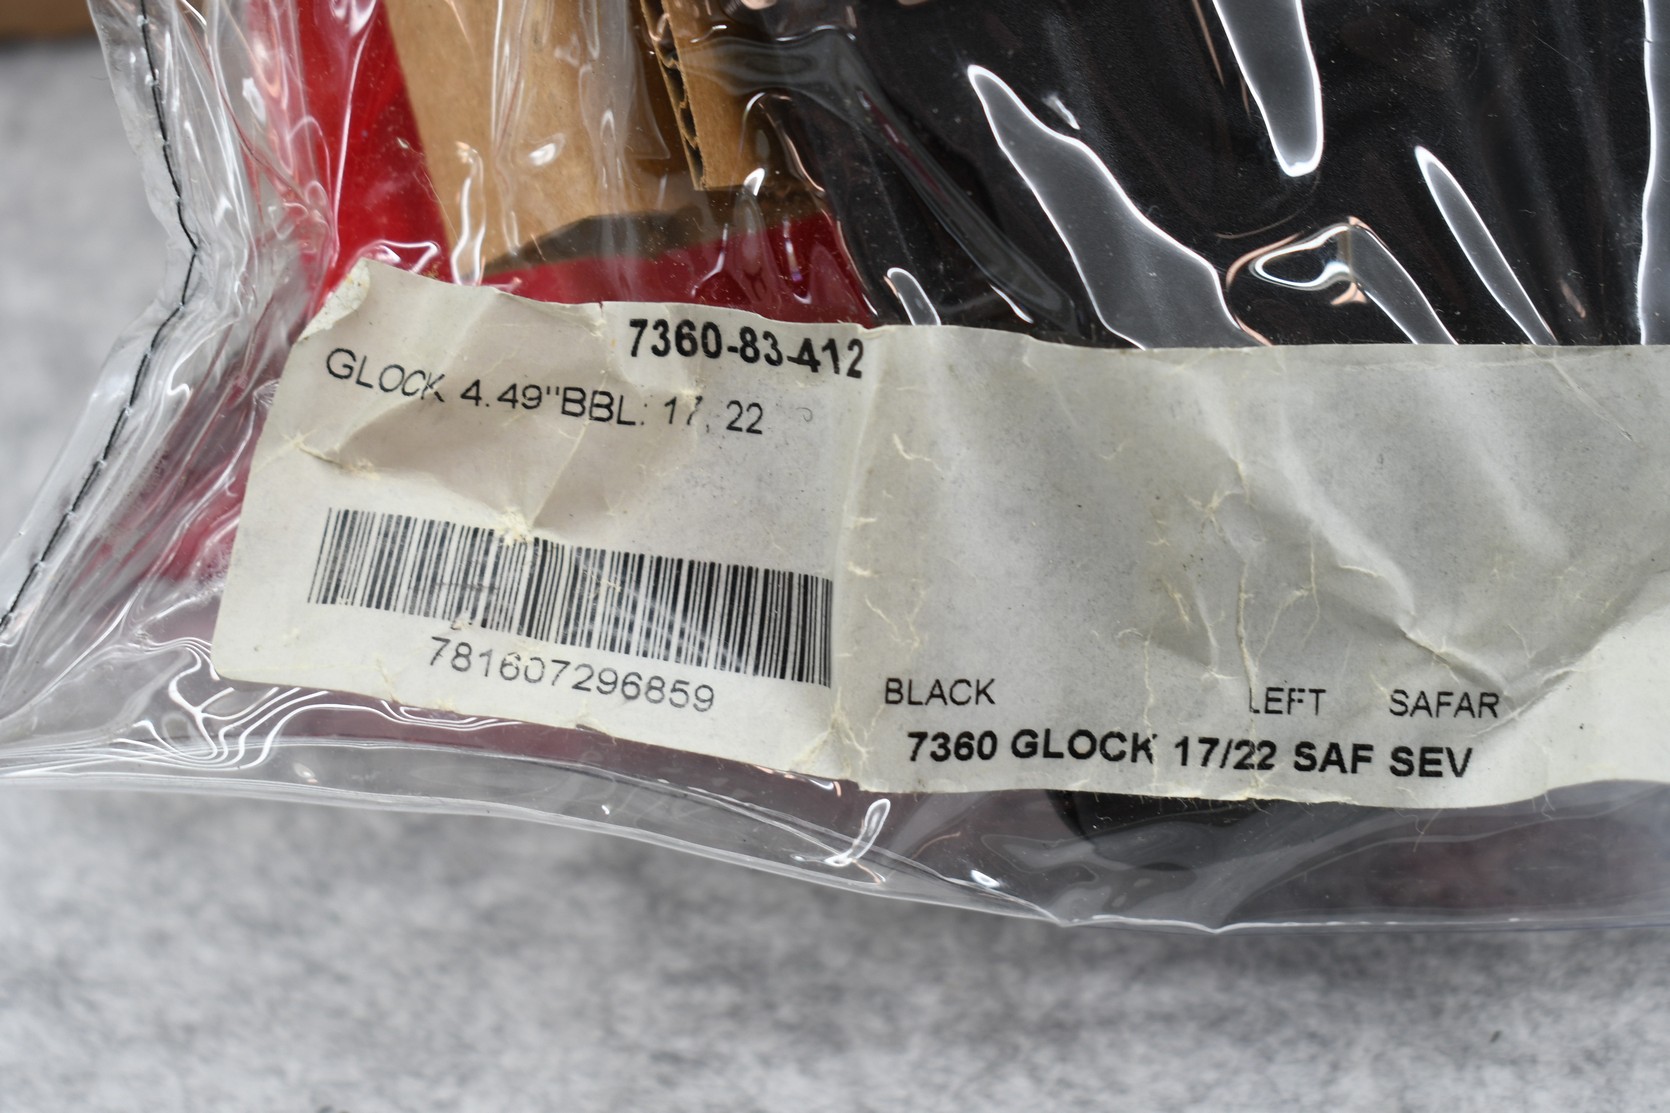 7360-83-412
GLOCK 4.49"BBL: 17, 22
781607296859
BLACK LEFT SAFAR
7360 GLOCK 17/22 SAF SEV